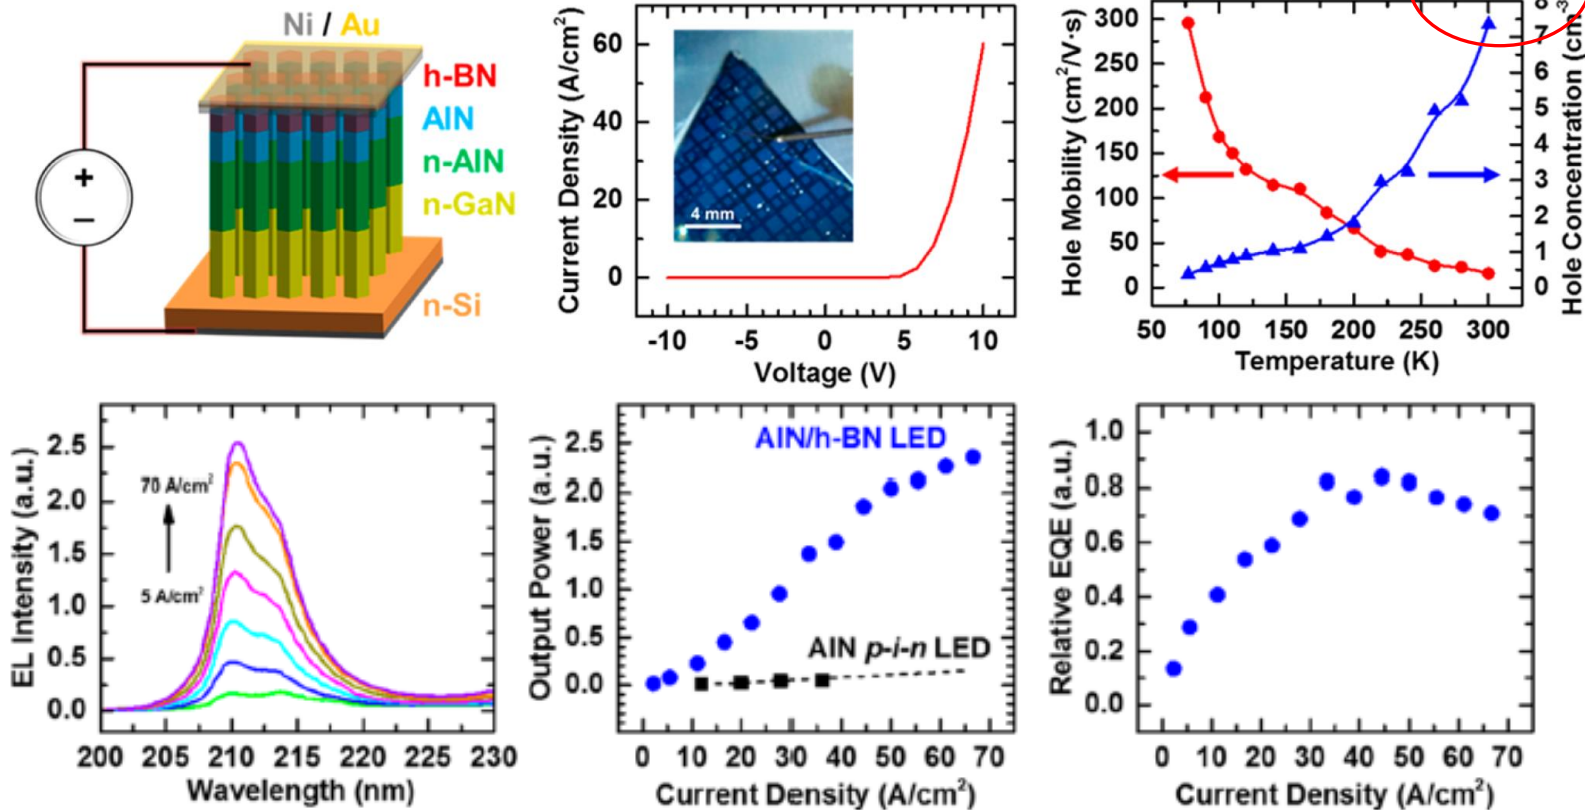 Ni / Au
h-BN
AlN
n-AlN
n-GaN
n-Si
+
−
Current Density (A/cm²)
60
40
20
0
4 mm
-10 -5 0 5 10
Voltage (V)
Hole Mobility (cm²/V·s)
300
250
200
150
100
50
0
8
7
6
5
4
3
2
1
0
Hole Concentration (cm⁻³
50 100 150 200 250 300
Temperature (K)
EL Intensity (a.u.)
2.5
2.0
1.5
1.0
0.5
0.0
70 A/cm²
5 A/cm²
200 205 210 215 220 225 230
Wavelength (nm)
Output Power (a.u.)
2.5
2.0
1.5
1.0
0.5
0.0
AlN/h-BN LED
AlN p-i-n LED
0 10 20 30 40 50 60 70
Current Density (A/cm²)
Relative EQE (a.u.)
1.0
0.8
0.6
0.4
0.2
0.0
0 10 20 30 40 50 60 70
Current Density (A/cm²)